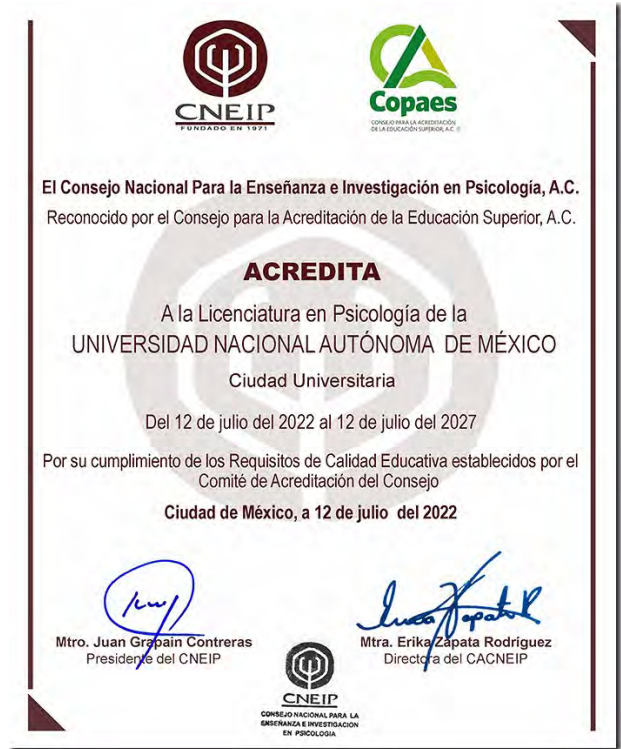 CNEIP
FUNDADO EN 1971
Copaes
CONSEJO PARA LA ACREDITACIÓN
DE LA EDUCACIÓN SUPERIOR, A.C. ®
El Consejo Nacional Para la Enseñanza e Investigación en Psicología, A.C.
Reconocido por el Consejo para la Acreditación de la Educación Superior, A.C.
ACREDITA
A la Licenciatura en Psicología de la
UNIVERSIDAD NACIONAL AUTÓNOMA DE MÉXICO
Ciudad Universitaria
Del 12 de julio del 2022 al 12 de julio del 2027
Por su cumplimiento de los Requisitos de Calidad Educativa establecidos por el
Comité de Acreditación del Consejo
Ciudad de México, a 12 de julio del 2022
Mtro. Juan Grapain Contreras
Presidente del CNEIP
Mtra. Erika Zapata Rodríguez
Directora del CACNEIP
CNEIP
CONSEJO NACIONAL PARA LA
ENSEÑANZA E INVESTIGACION
EN PSICOLOGIA